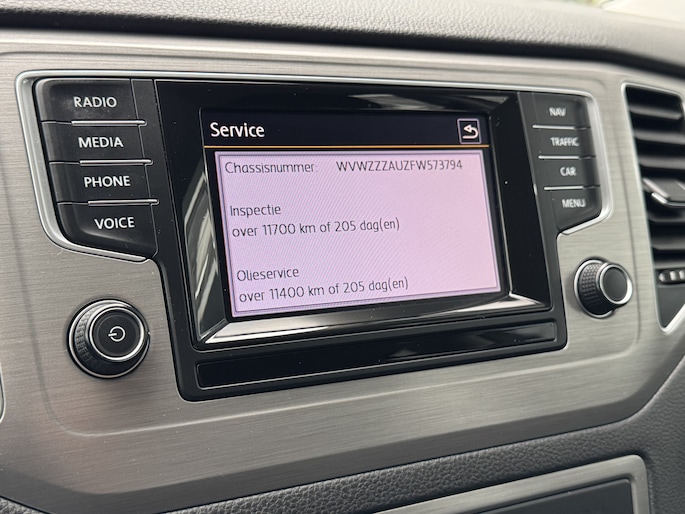 RADIO
MEDIA
PHONE
VOICE
Service
Chassisnummer: WVWZZZAUZFW573794
Inspectie
over 11700 km of 205 dag(en)
Olieservice
over 11400 km of 205 dag(en)
NAV
TRAFFIC
CAR
MENU